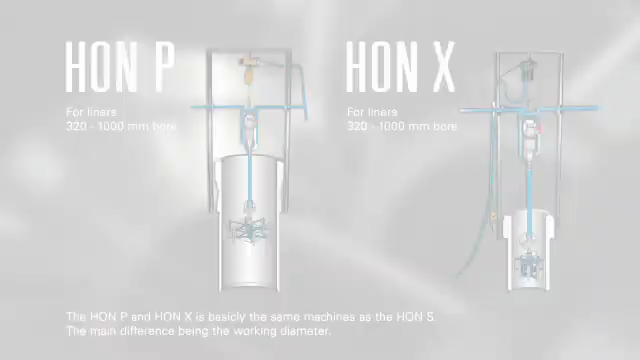 HON P
For liners
320 - 1000 mm bore
HON X
For liners
320 - 1000 mm bore
The HON P and HON X is basicly the same machines as the HON S.
The main difference being the working diameter.